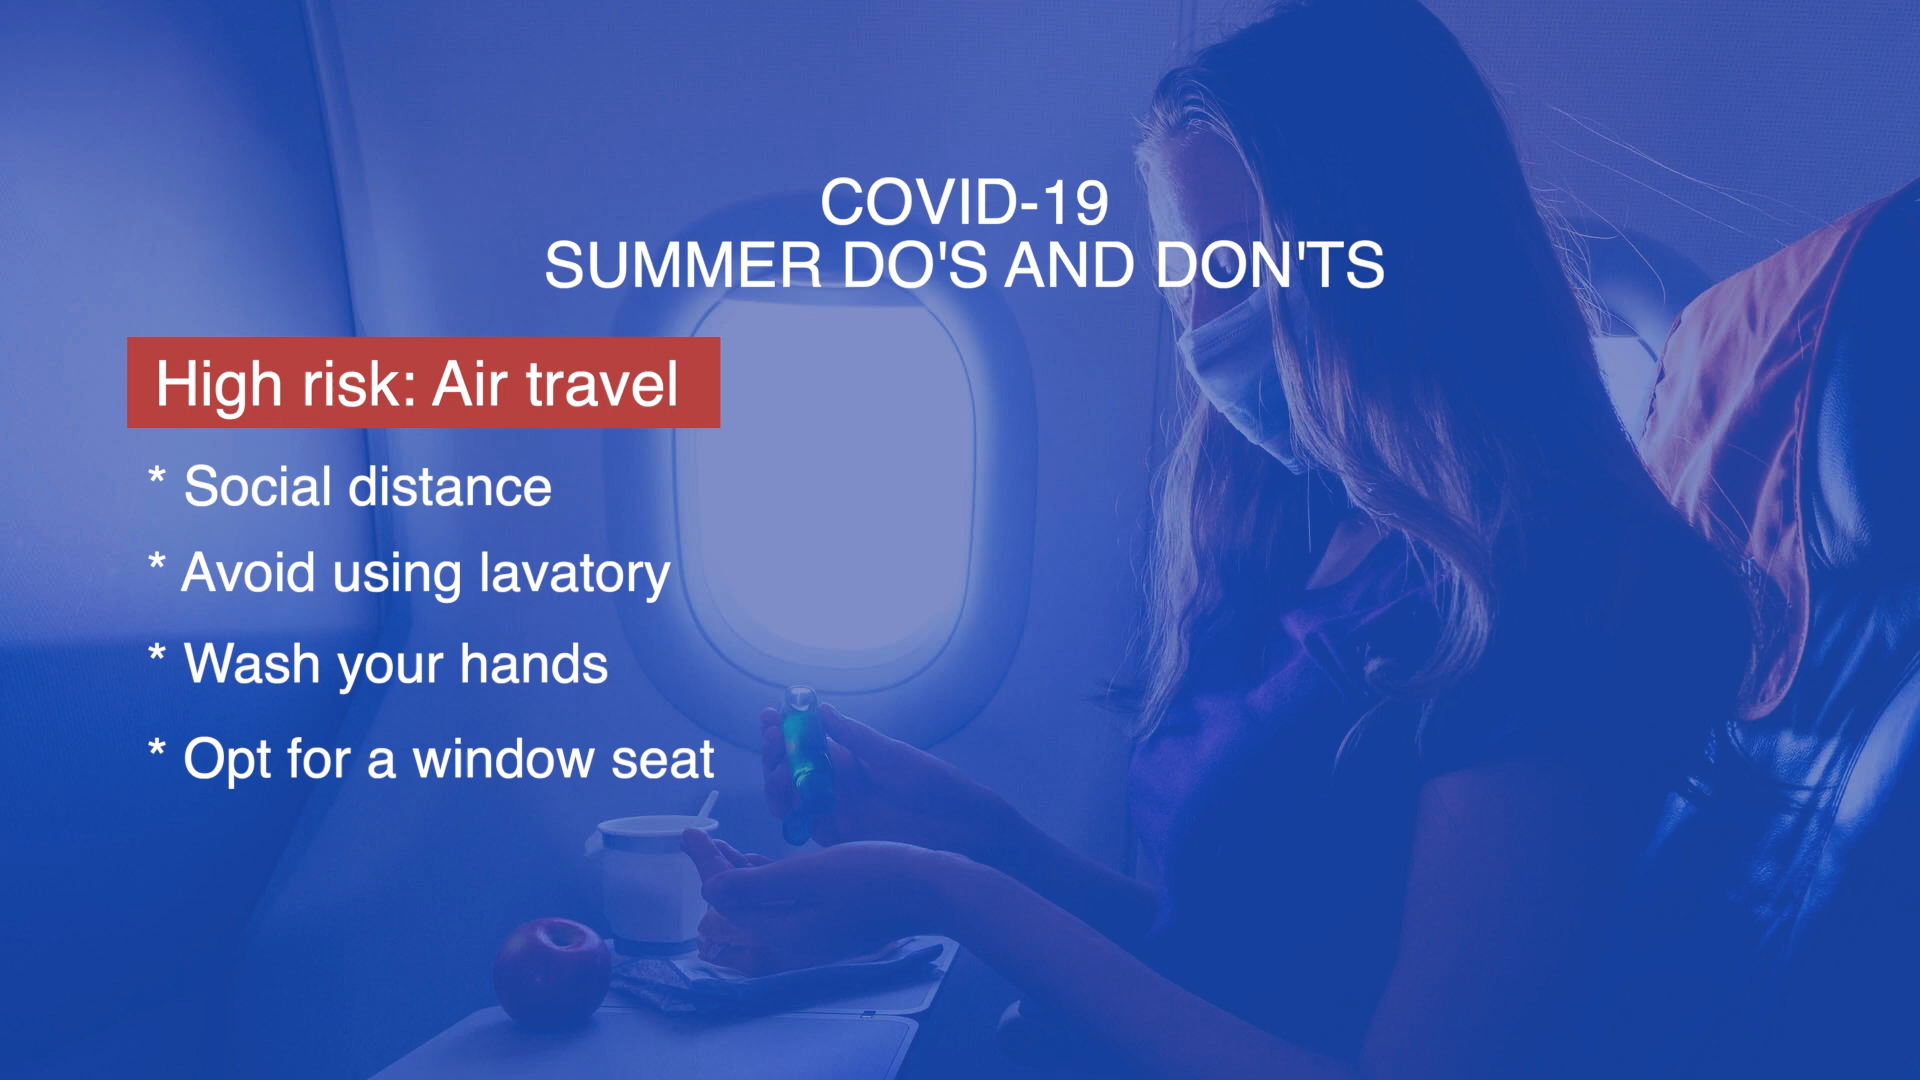 COVID-19
SUMMER DO'S AND DON'TS
High risk: Air travel
* Social distance
* Avoid using lavatory
* Wash your hands
* Opt for a window seat